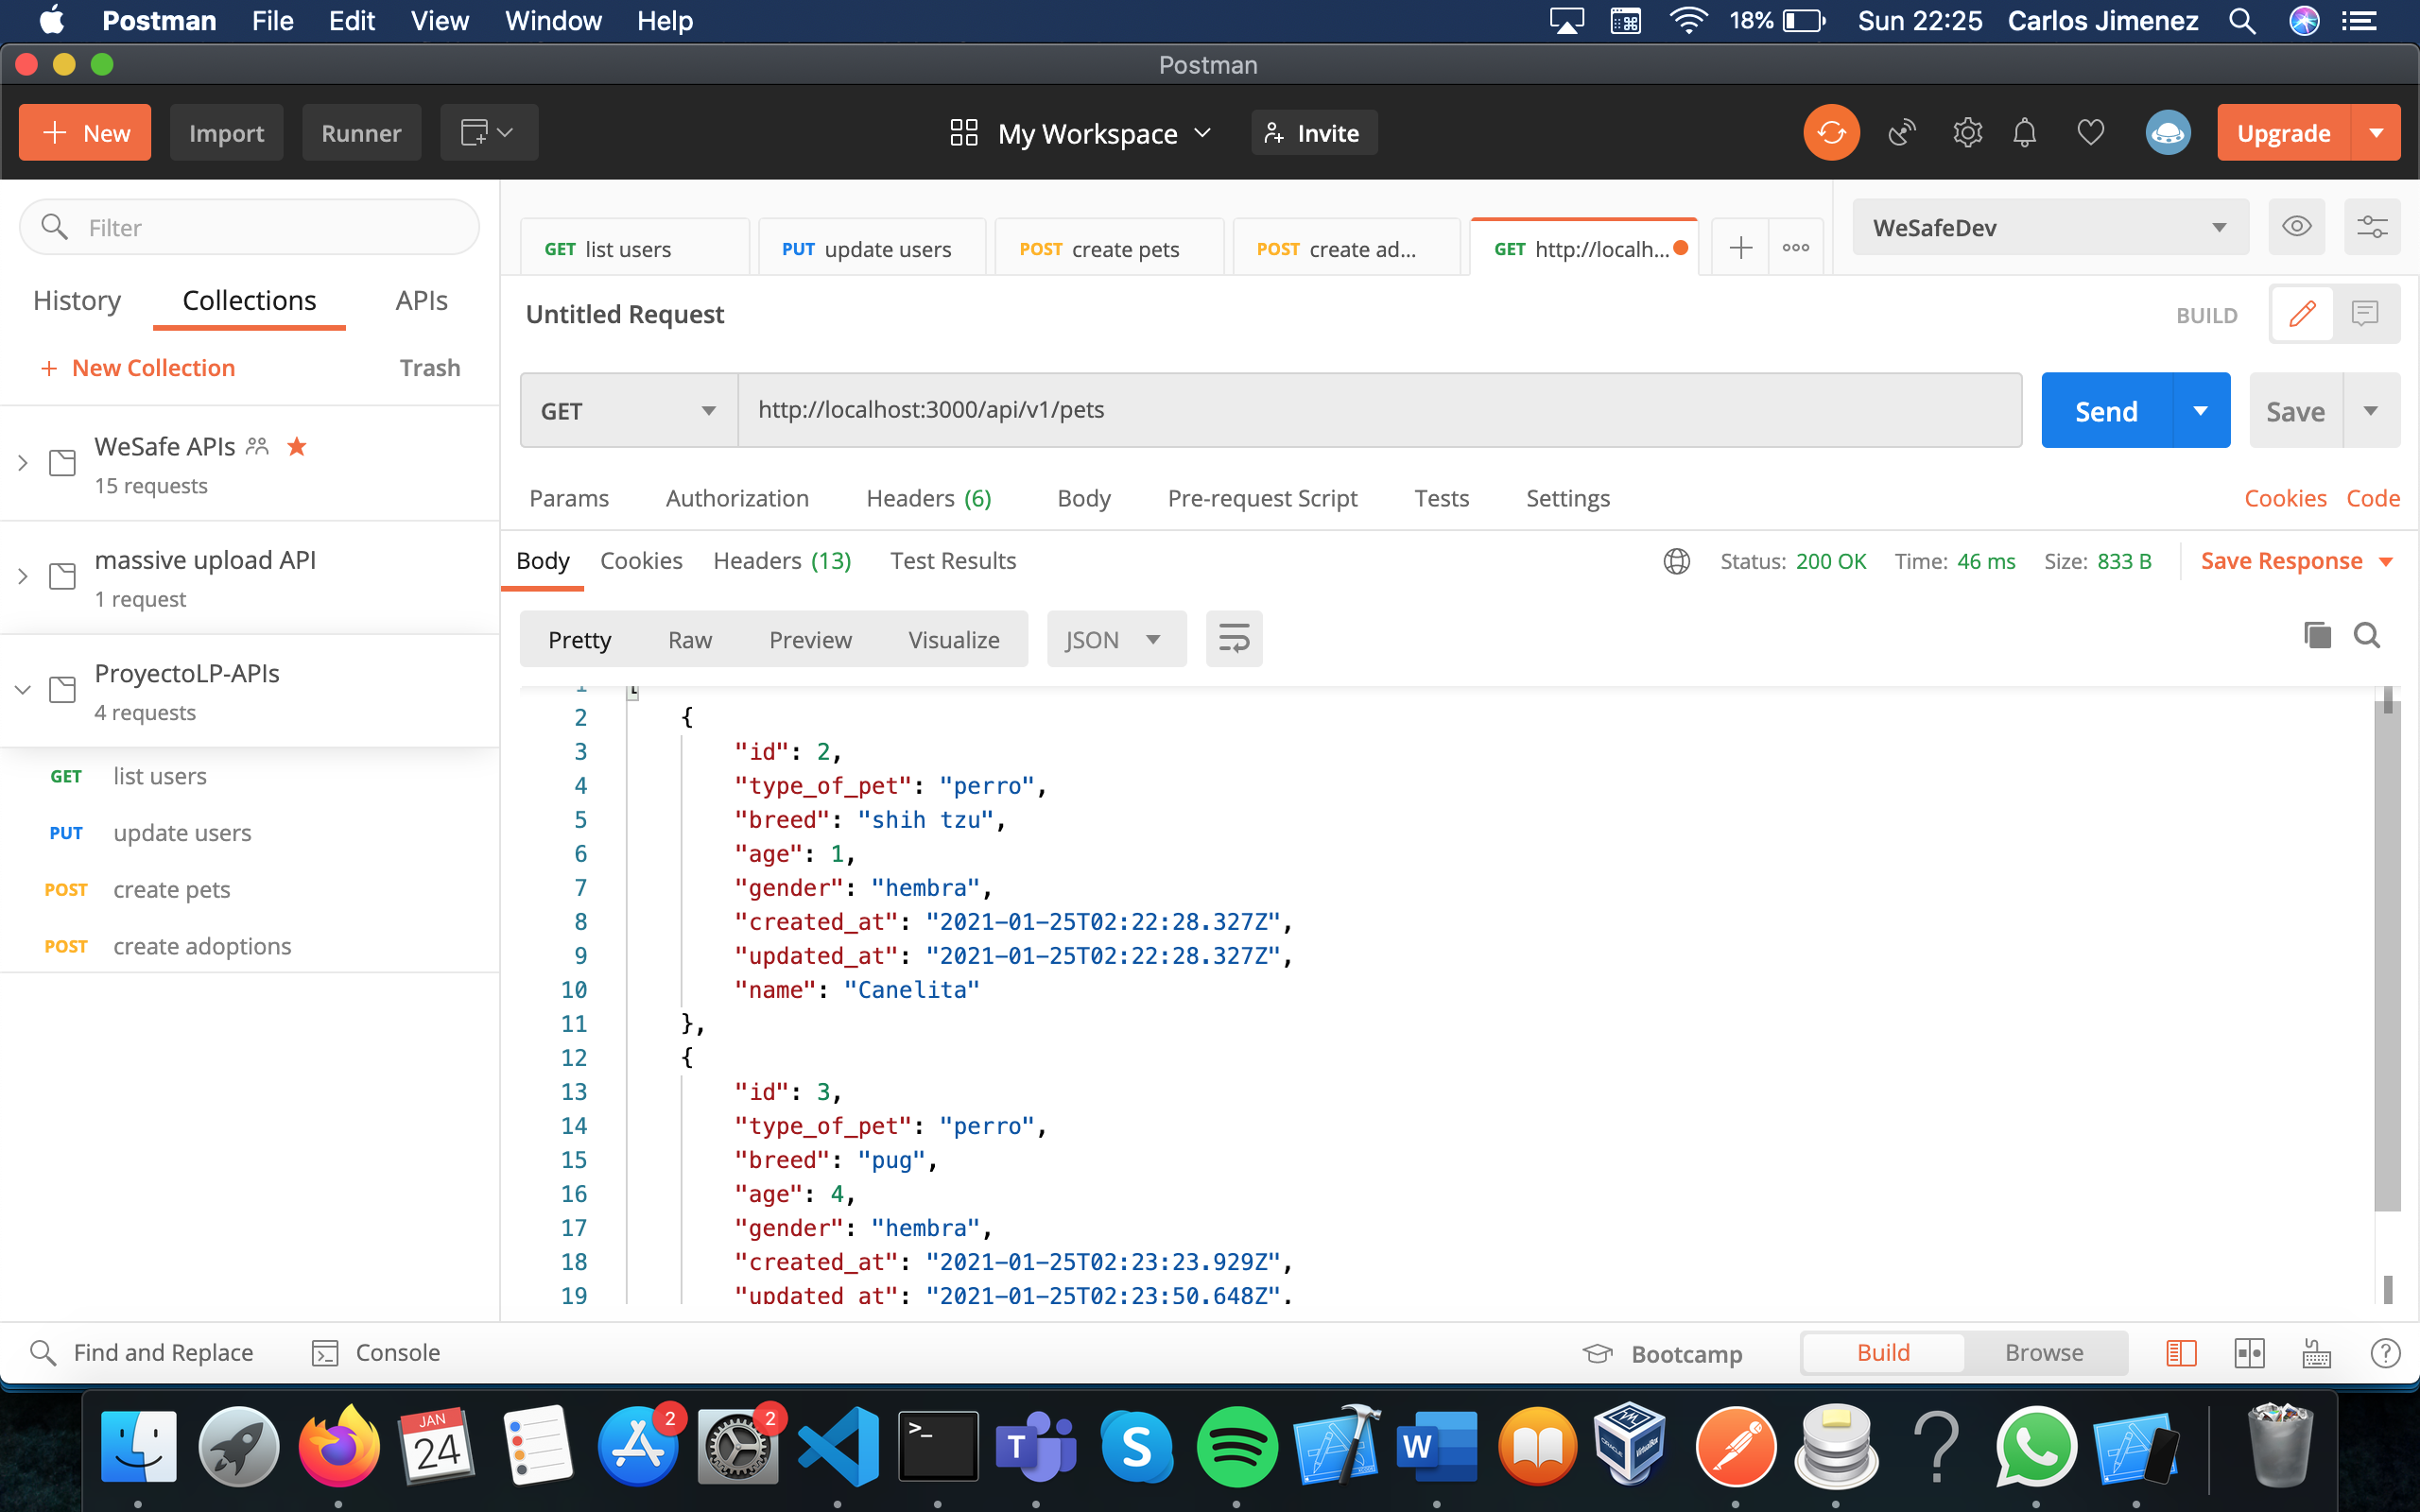 Postman File Edit View Window Help 18% Sun 22:25 Carlos Jimenez
Postman
New Import Runner My Workspace Invite Upgrade
Filter
GET list users PUT update users POST create pets POST create ad... GET http://localh... WeSafeDev
History Collections APIs
Untitled Request BUILD
+ New Collection Trash
GET http://localhost:3000/api/v1/pets Send Save
WeSafe APIs
15 requests
Params Authorization Headers (6) Body Pre-request Script Tests Settings Cookies Code
massive upload API
1 request
Body Cookies Headers (13) Test Results Status: 200 OK Time: 46 ms Size: 833 B Save Response
Pretty Raw Preview Visualize JSON
ProyectoLP-APIs
4 requests
GET list users
PUT update users
POST create pets
POST create adoptions
1 [
2 {
3 "id": 2,
4 "type_of_pet": "perro",
5 "breed": "shih tzu",
6 "age": 1,
7 "gender": "hembra",
8 "created_at": "2021-01-25T02:22:28.327Z",
9 "updated_at": "2021-01-25T02:22:28.327Z",
10 "name": "Canelita"
11 },
12 {
13 "id": 3,
14 "type_of_pet": "perro",
15 "breed": "pug",
16 "age": 4,
17 "gender": "hembra",
18 "created_at": "2021-01-25T02:23:23.929Z",
19 "updated_at": "2021-01-25T02:23:50.648Z",
Find and Replace Console Bootcamp Build Browse
JAN
24
2
2
>_
T
S
W
?